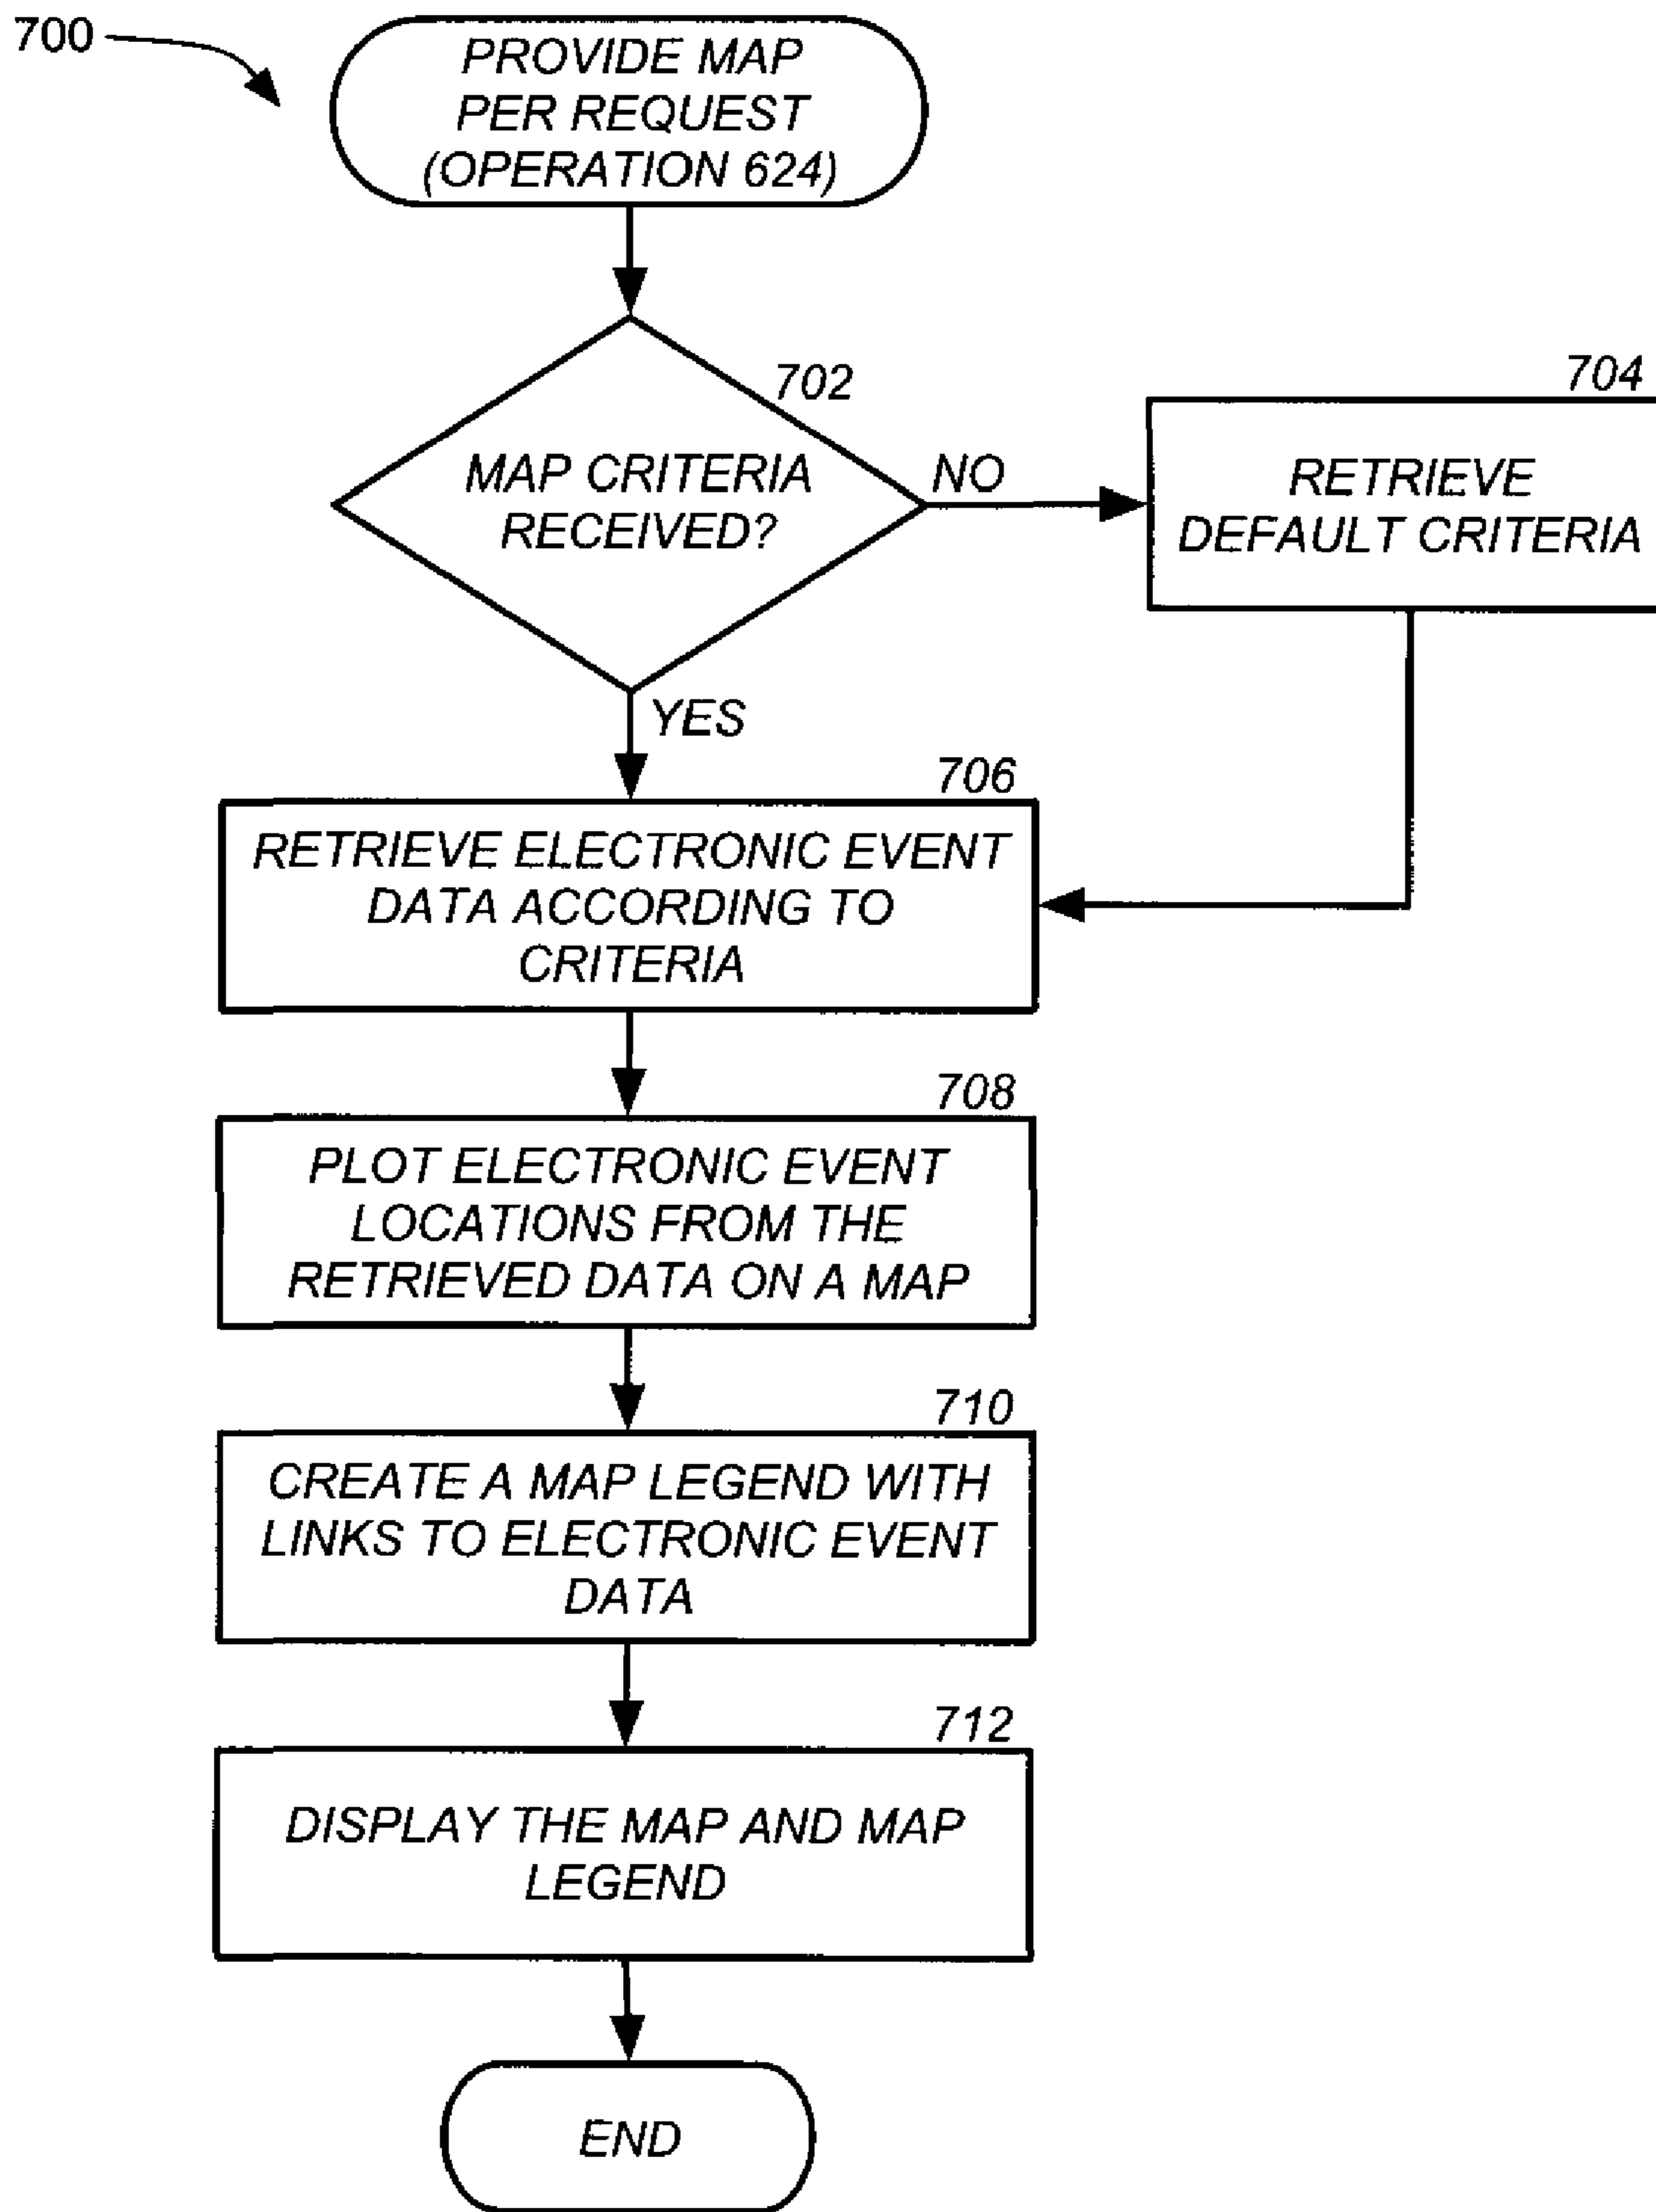 700
PROVIDE MAP
PER REQUEST
(OPERATION 624)
702
MAP CRITERIA
RECEIVED?
NO
704
RETRIEVE
DEFAULT CRITERIA
YES
706
RETRIEVE ELECTRONIC EVENT
DATA ACCORDING TO
CRITERIA
708
PLOT ELECTRONIC EVENT
LOCATIONS FROM THE
RETRIEVED DATA ON A MAP
710
CREATE A MAP LEGEND WITH
LINKS TO ELECTRONIC EVENT
DATA
712
DISPLAY THE MAP AND MAP
LEGEND
END